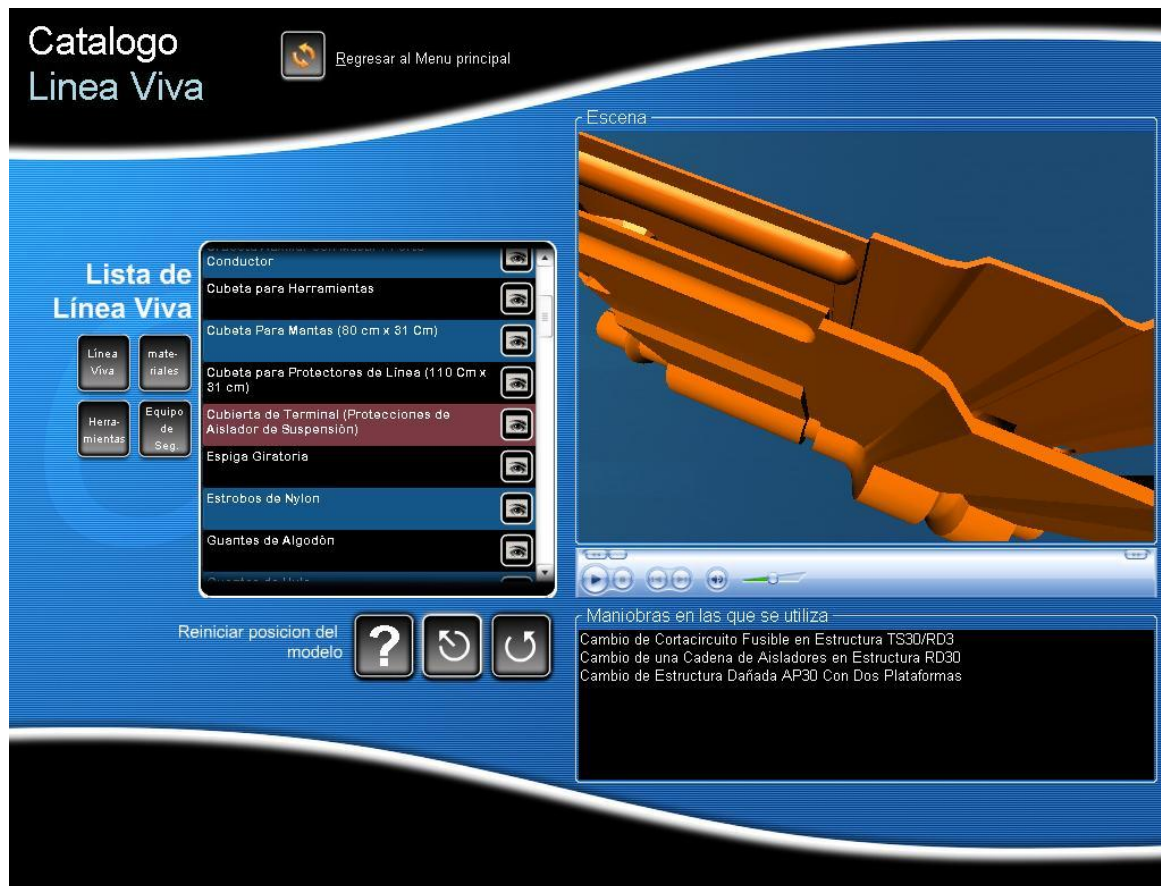 Catalogo
Linea Viva
Regresar al Menu principal
Escena
Lista de
Línea Viva
Línea
Viva
mate-
riales
Herra-
mientas
Equipo
de
Seg.
Conductor
Cubeta para Herramientas
Cubeta Para Mantas (80 cm x 31 Cm)
Cubeta para Protectores de Línea (110 Cm x
31 cm)
Cubierta de Terminal (Protecciones de
Aislador de Suspensión)
Espiga Giratoria
Estrobos de Nylon
Guantes de Algodón
Reiniciar posicion del
modelo
?
Maniobras en las que se utiliza
Cambio de Cortacircuito Fusible en Estructura TS30/RD3
Cambio de una Cadena de Aisladores en Estructura RD30
Cambio de Estructura Dañada AP30 Con Dos Plataformas